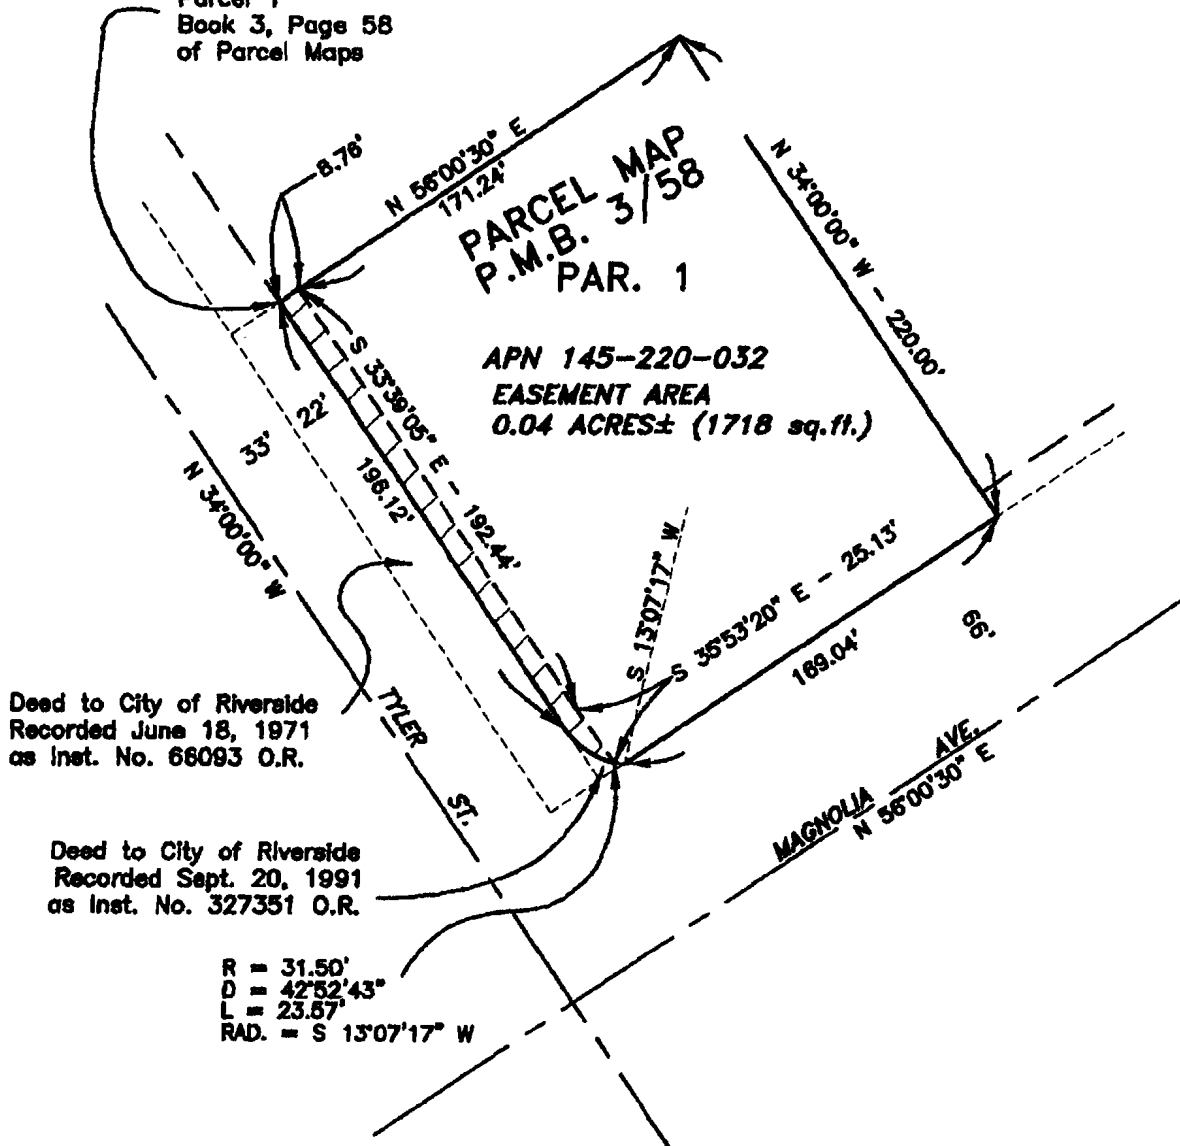 Parcel 1
Book 3, Page 58
of Parcel Maps
8.76'
N 56°00'30" E
171.24'
PARCEL MAP
P.M.B. 3/58
PAR. 1
N 34°00'00" W - 220.00'
APN 145-220-032
EASEMENT AREA
0.04 ACRES± (1718 sq.ft.)
S 33°39'05" E - 192.44'
196.12'
22'
33'
N 34°00'00" W
S 13°07'17" W
S 35°53'20" E - 25.13'
169.04'
66'
Deed to City of Riverside
Recorded June 18, 1971
as Inst. No. 66093 O.R.
TYLER ST.
MAGNOLIA AVE.
N 56°00'30" E
Deed to City of Riverside
Recorded Sept. 20, 1991
as Inst. No. 327351 O.R.
R = 31.50'
D = 42°52'43"
L = 23.57'
RAD. = S 13°07'17" W